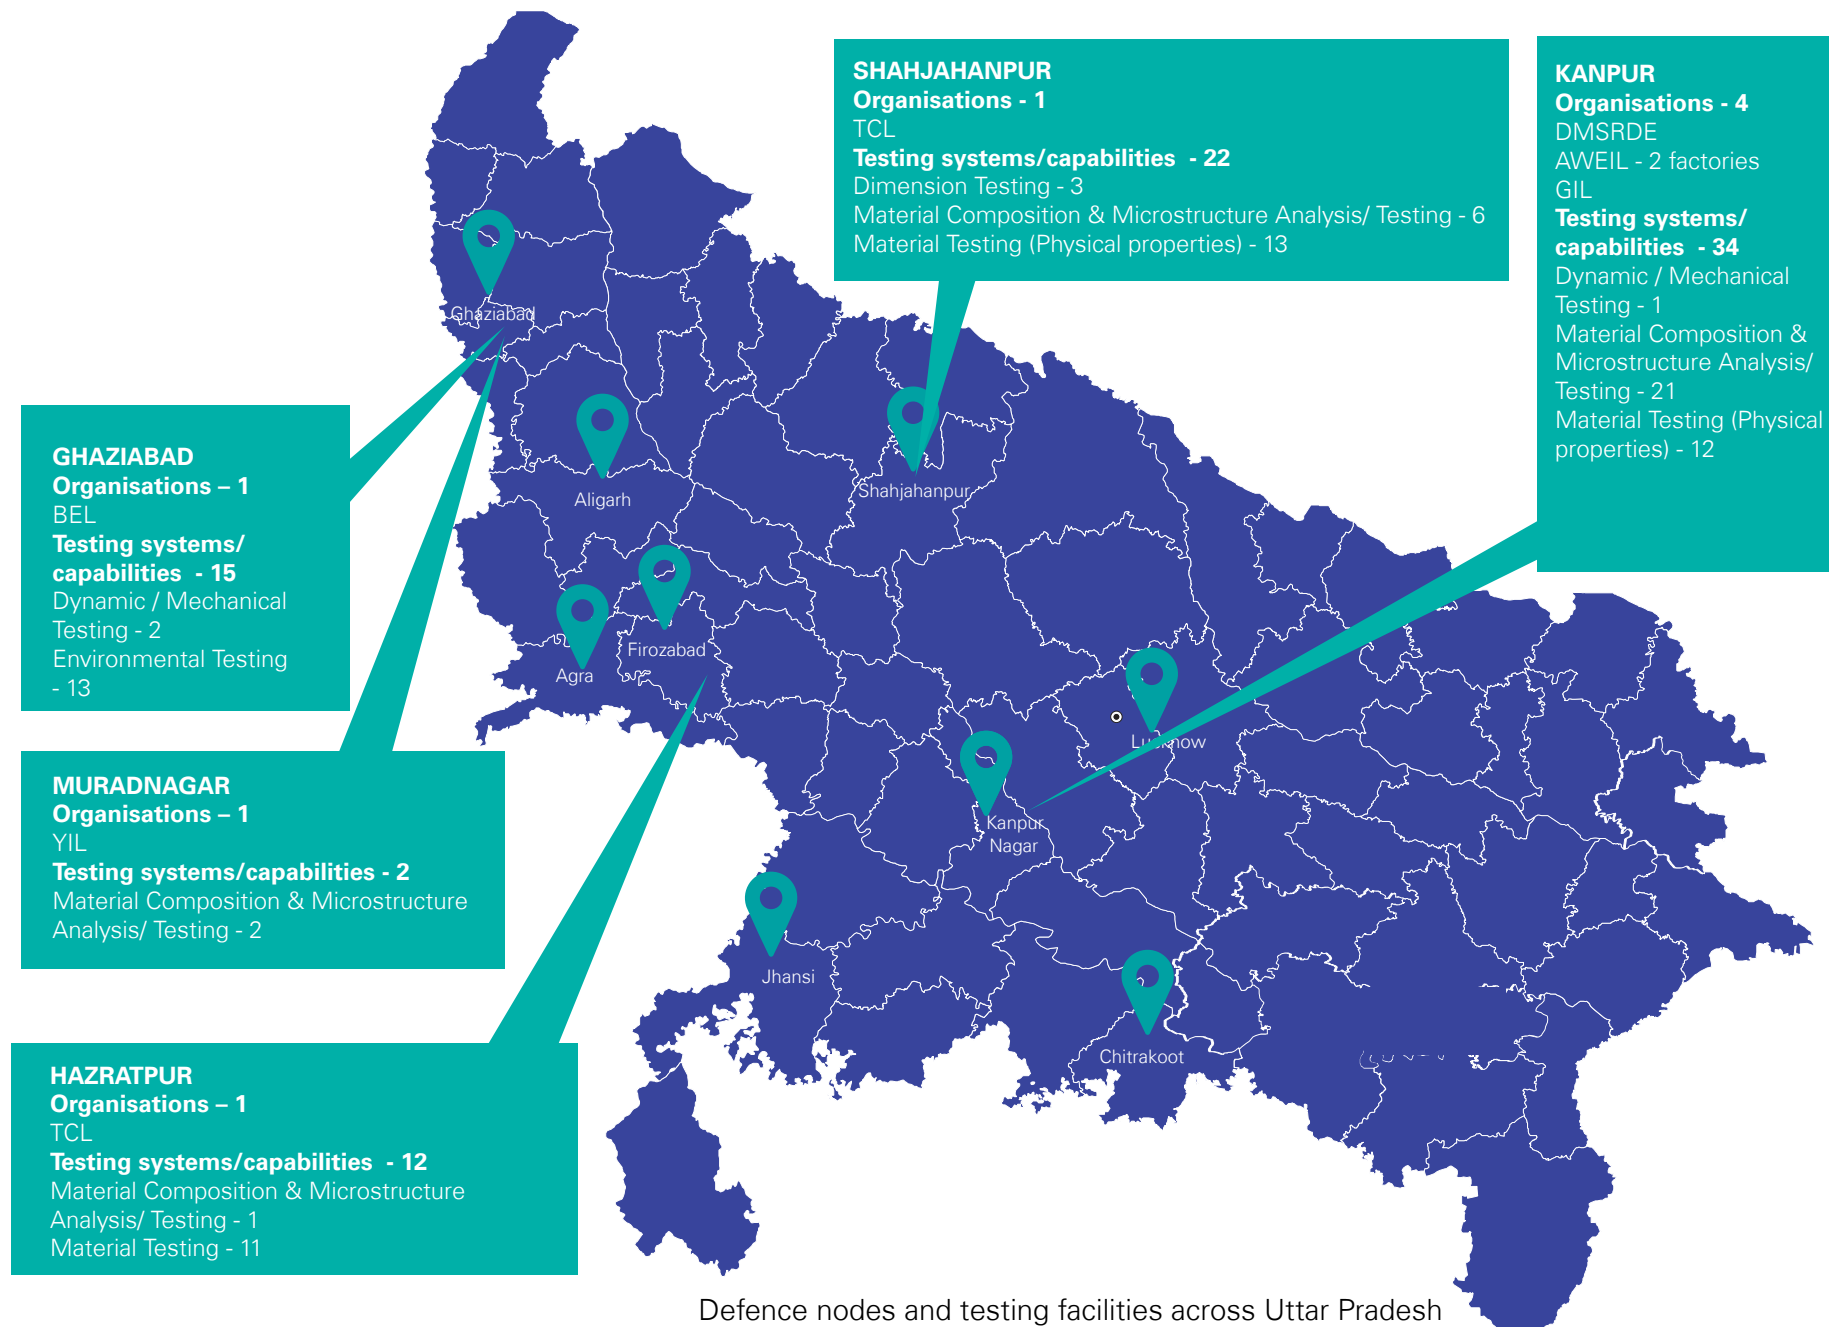 SHAHJAHANPUR
Organisations - 1
TCL
Testing systems/capabilities - 22
Dimension Testing - 3
Material Composition & Microstructure Analysis/ Testing - 6
Material Testing (Physical properties) - 13
KANPUR
Organisations - 4
DMSRDE
AWEIL - 2 factories
GIL
Testing systems/
capabilities - 34
Dynamic / Mechanical
Testing - 1
Material Composition &
Microstructure Analysis/
Testing - 21
Material Testing (Physical
properties) - 12
GHAZIABAD
Organisations – 1
BEL
Testing systems/
capabilities - 15
Dynamic / Mechanical
Testing - 2
Environmental Testing
- 13
MURADNAGAR
Organisations – 1
YIL
Testing systems/capabilities - 2
Material Composition & Microstructure
Analysis/ Testing - 2
HAZRATPUR
Organisations – 1
TCL
Testing systems/capabilities - 12
Material Composition & Microstructure
Analysis/ Testing - 1
Material Testing - 11
Ghaziabad
Aligarh
Shahjahanpur
Firozabad
Agra
Lucknow
Kanpur
Nagar
Jhansi
Chitrakoot
Defence nodes and testing facilities across Uttar Pradesh